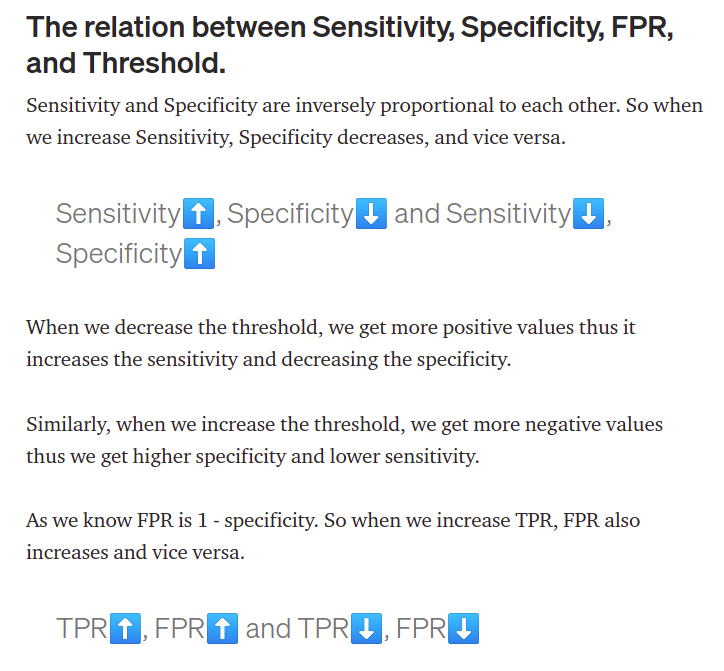 The relation between Sensitivity, Specificity, FPR,
and Threshold.
Sensitivity and Specificity are inversely proportional to each other. So when
we increase Sensitivity, Specificity decreases, and vice versa.
Sensitivity⬆️, Specificity⬇️ and Sensitivity⬇️,
Specificity⬆️
When we decrease the threshold, we get more positive values thus it
increases the sensitivity and decreasing the specificity.
Similarly, when we increase the threshold, we get more negative values
thus we get higher specificity and lower sensitivity.
As we know FPR is 1 - specificity. So when we increase TPR, FPR also
increases and vice versa.
TPR⬆️, FPR⬆️ and TPR⬇️, FPR⬇️